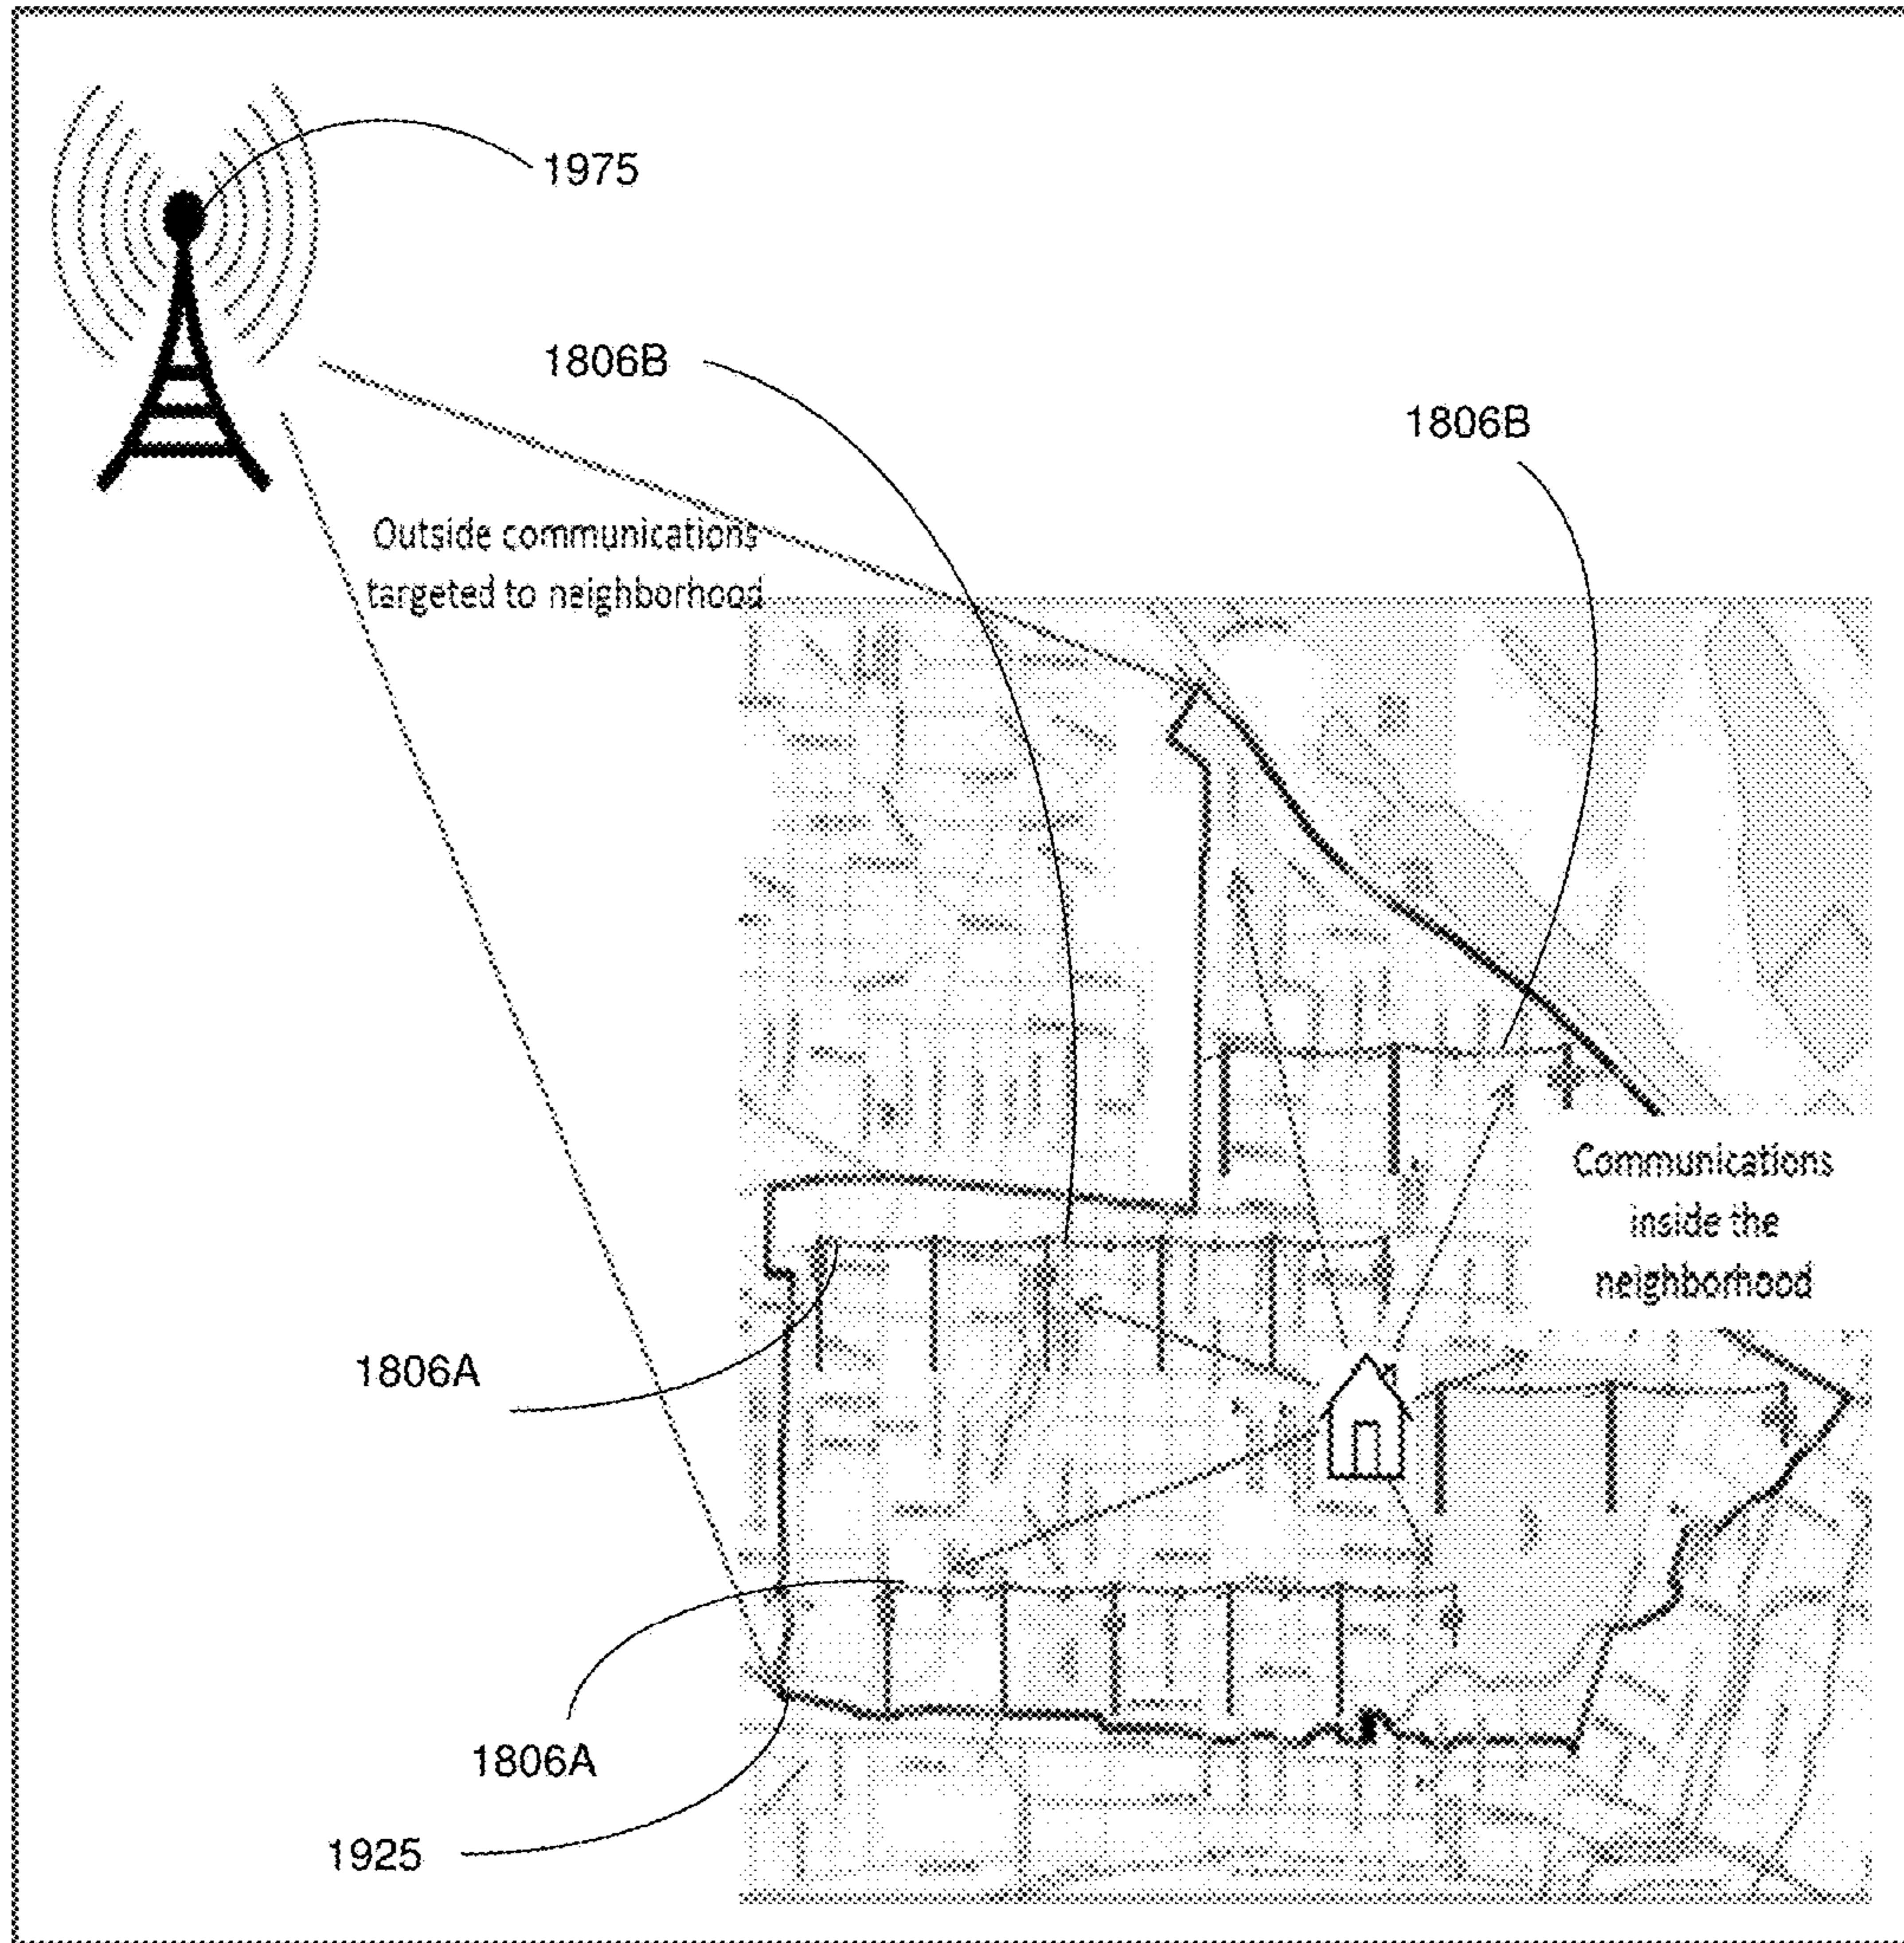 1975
1806B
1806B
Outside communications
targeted to neighborhood
Communications
inside the
neighborhood
1806A
1806A
1925